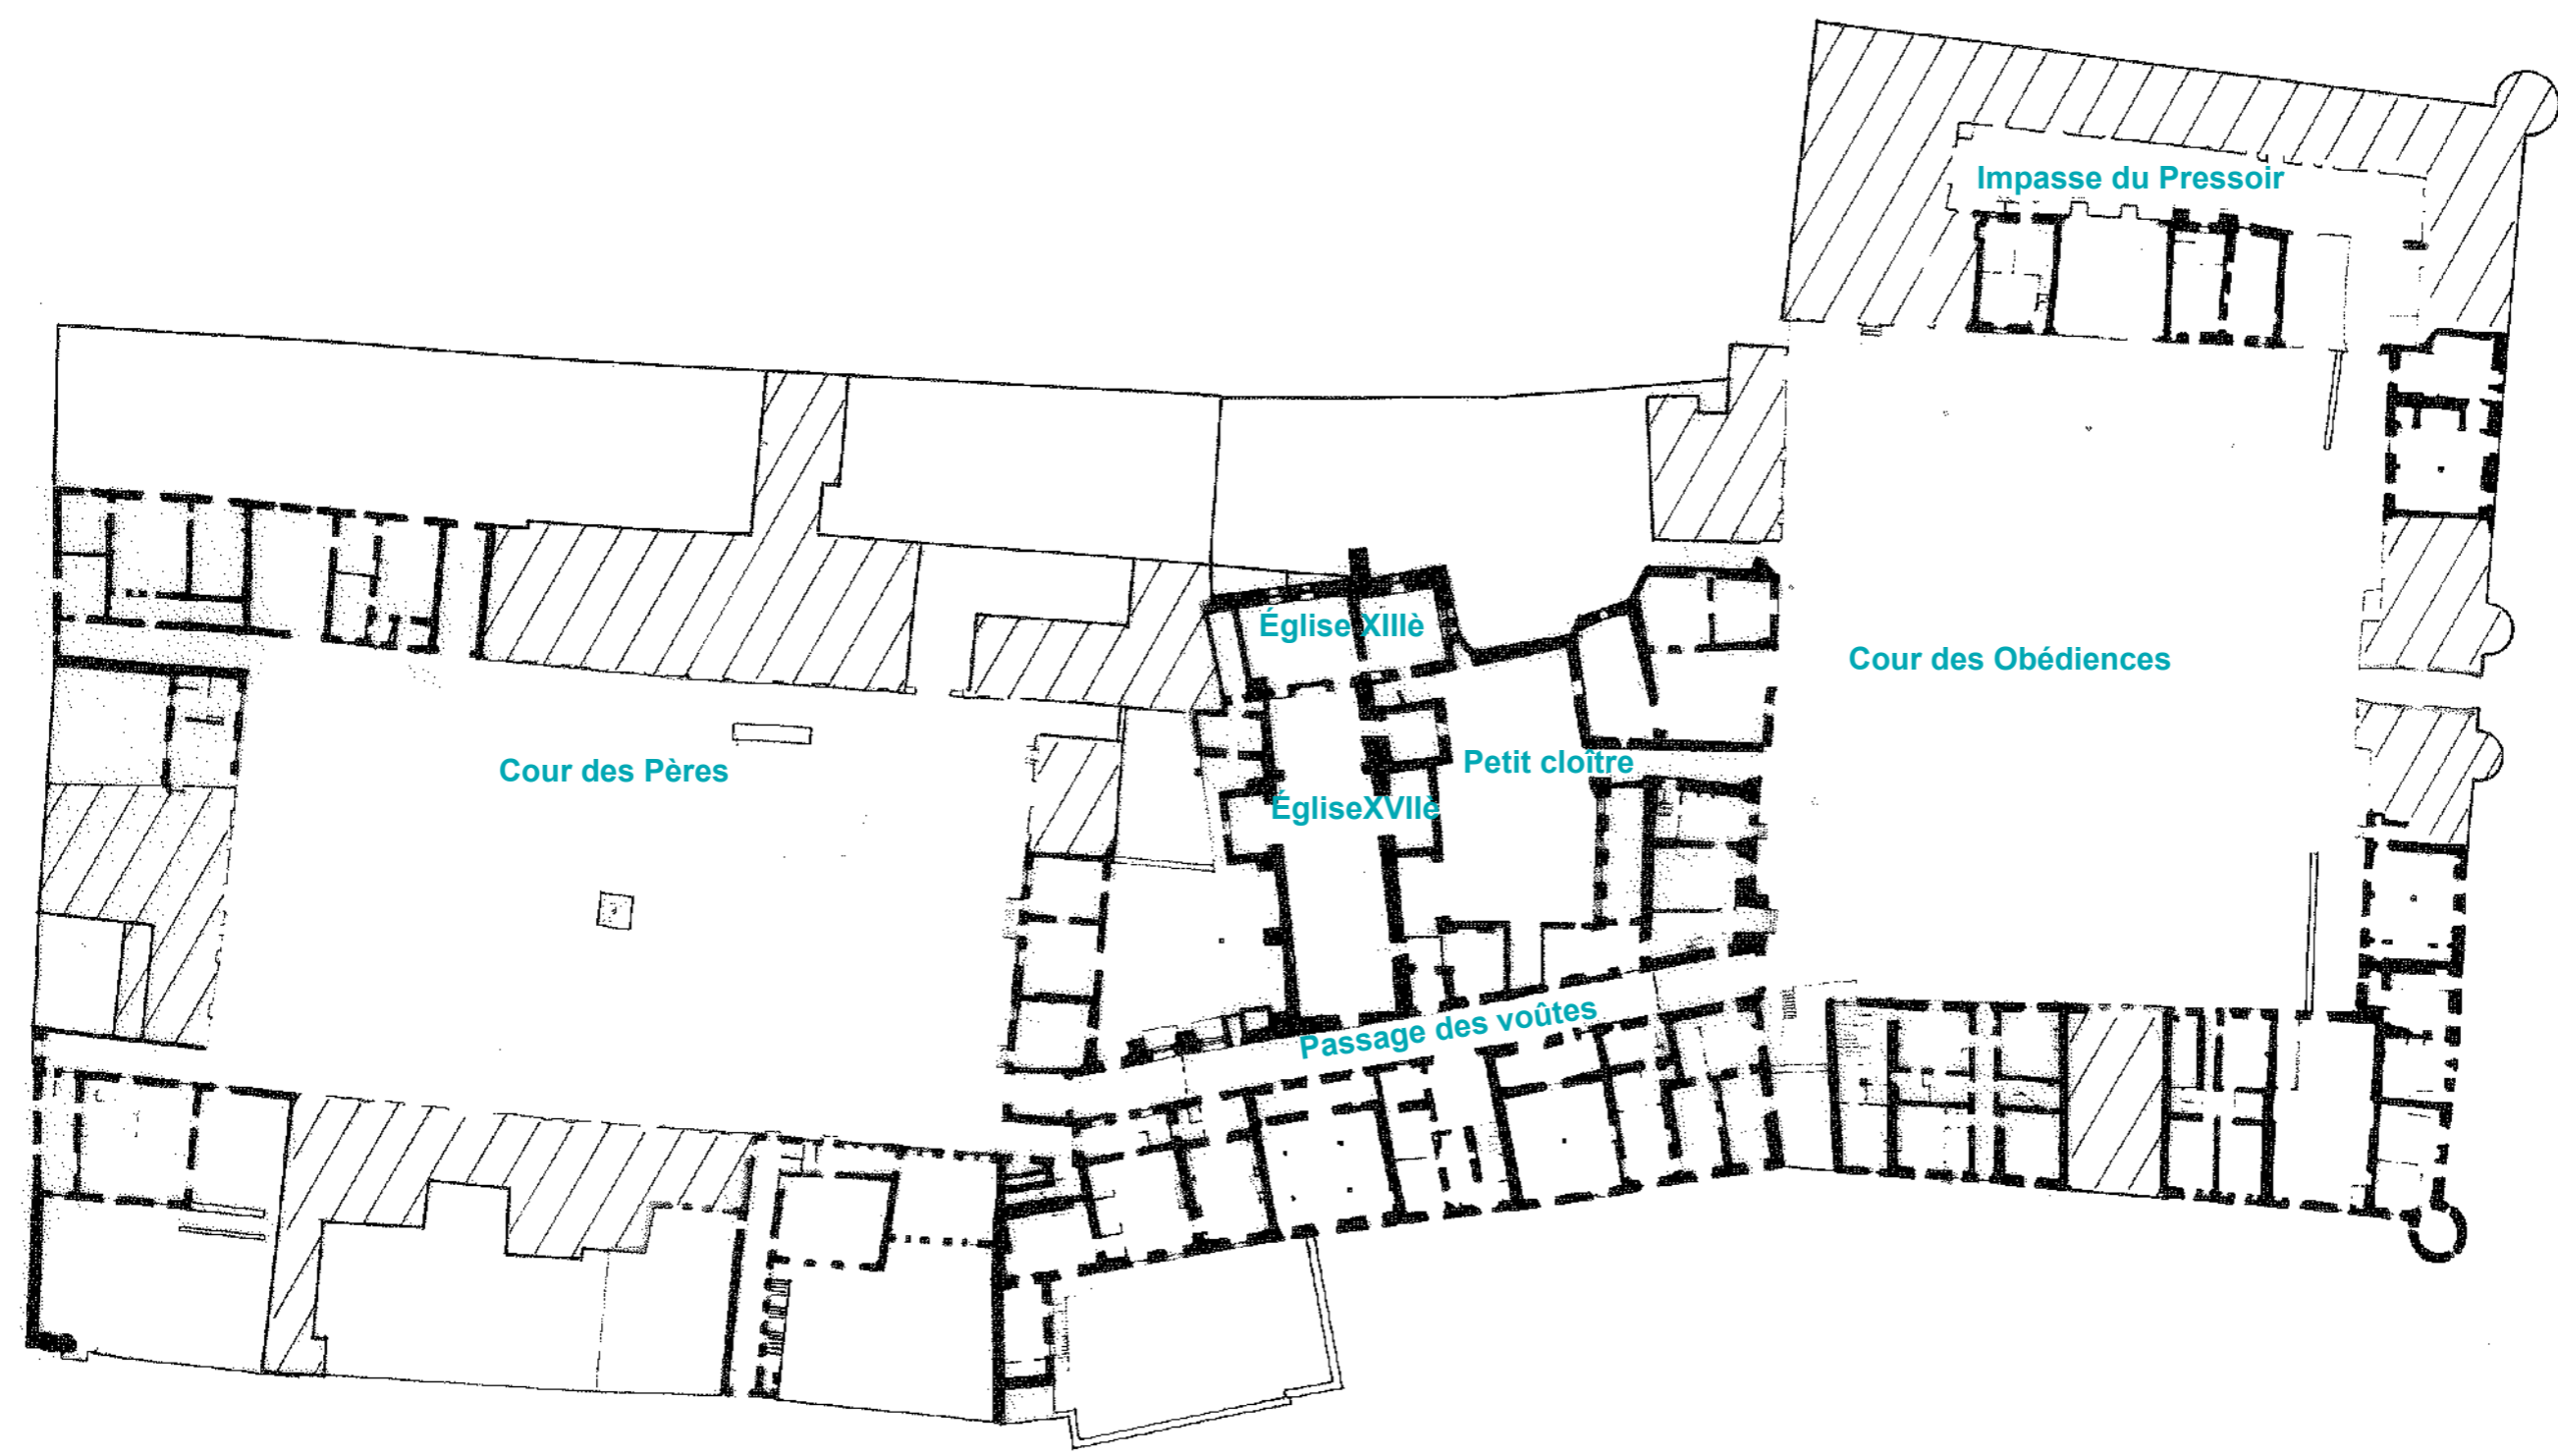 Impasse du Pressoir
Église XIIIè
Cour des Obédiences
Cour des Pères
Petit cloître
ÉgliseXVIIè
Passage des voûtes